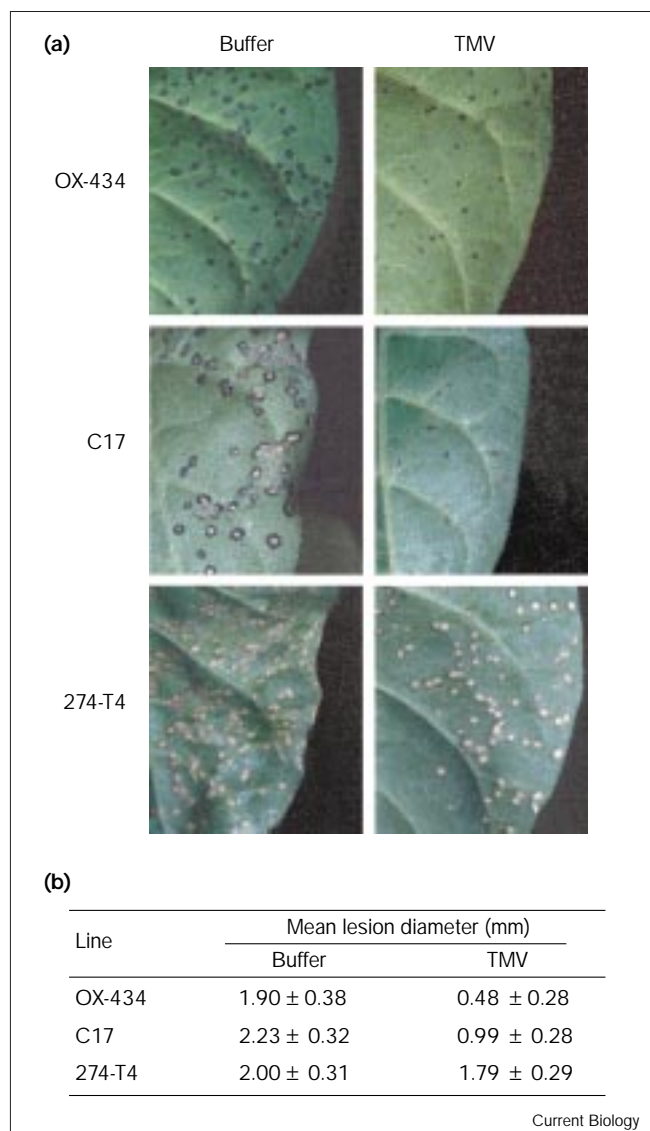 (a)
Buffer TMV
OX-434
C17
274-T4
(b)
Line Mean lesion diameter (mm)
Buffer TMV
OX-434 1.90 ± 0.38 0.48 ± 0.28
C17 2.23 ± 0.32 0.99 ± 0.28
274-T4 2.00 ± 0.31 1.79 ± 0.29
Current Biology